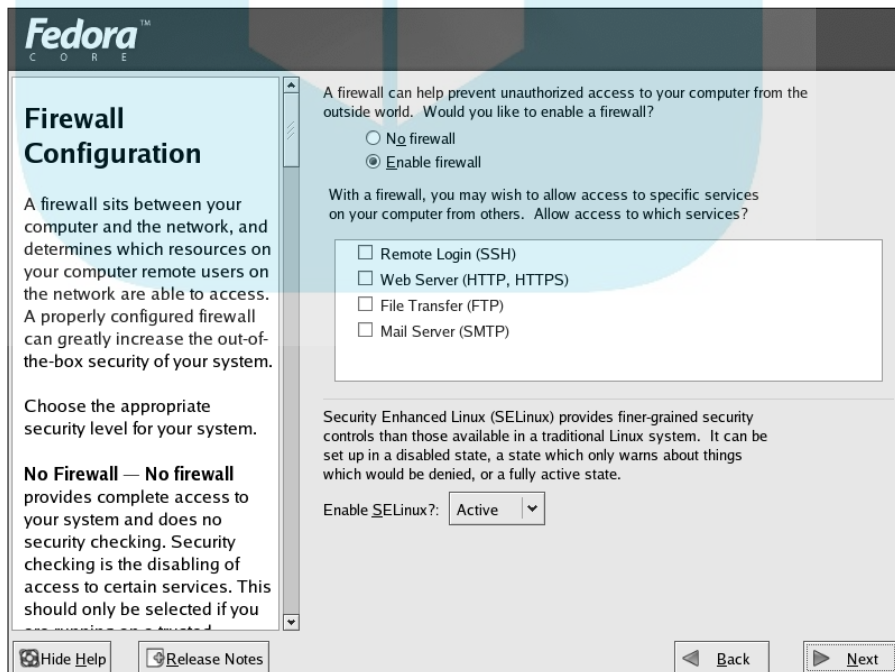 Fedora™
CORE
Firewall
Configuration
A firewall sits between your
computer and the network, and
determines which resources on
your computer remote users on
the network are able to access.
A properly configured firewall
can greatly increase the out-of-
the-box security of your system.
Choose the appropriate
security level for your system.
No Firewall — No firewall
provides complete access to
your system and does no
security checking. Security
checking is the disabling of
access to certain services. This
should only be selected if you
A firewall can help prevent unauthorized access to your computer from the
outside world. Would you like to enable a firewall?
No firewall
Enable firewall
With a firewall, you may wish to allow access to specific services
on your computer from others. Allow access to which services?
Remote Login (SSH)
Web Server (HTTP, HTTPS)
File Transfer (FTP)
Mail Server (SMTP)
Security Enhanced Linux (SELinux) provides finer-grained security
controls than those available in a traditional Linux system. It can be
set up in a disabled state, a state which only warns about things
which would be denied, or a fully active state.
Enable SELinux?: Active
Hide Help
Release Notes
Back
Next